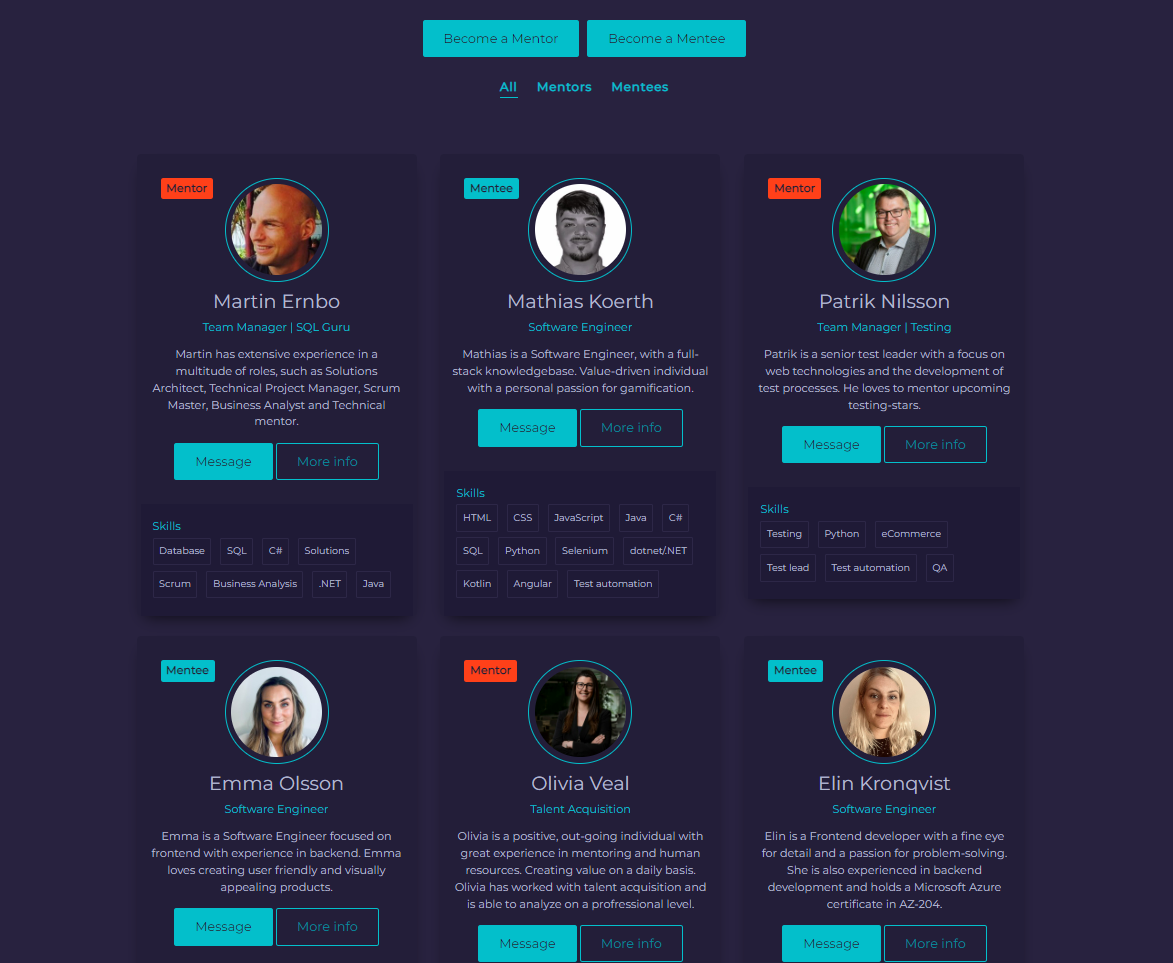 Become a Mentor
Become a Mentee
All
Mentors
Mentees
Mentor
Martin Ernbo
Team Manager | SQL Guru
Martin has extensive experience in a
multitude of roles, such as Solutions
Architect, Technical Project Manager, Scrum
Master, Business Analyst and Technical
mentor.
Message
More info
Skills
Database
SQL
C#
Solutions
Scrum
Business Analysis
.NET
Java
Mentee
Mathias Koerth
Software Engineer
Mathias is a Software Engineer, with a full-
stack knowledgebase. Value-driven individual
with a personal passion for gamification.
Message
More info
Skills
HTML
CSS
JavaScript
Java
C#
SQL
Python
Selenium
dotnet/.NET
Kotlin
Angular
Test automation
Mentor
Patrik Nilsson
Team Manager | Testing
Patrik is a senior test leader with a focus on
web technologies and the development of
test processes. He loves to mentor upcoming
testing-stars.
Message
More info
Skills
Testing
Python
eCommerce
Test lead
Test automation
QA
Mentee
Emma Olsson
Software Engineer
Emma is a Software Engineer focused on
frontend with experience in backend. Emma
loves creating user friendly and visually
appealing products.
Message
More info
Mentor
Olivia Veal
Talent Acquisition
Olivia is a positive, out-going individual with
great experience in mentoring and human
resources. Creating value on a daily basis.
Olivia has worked with talent acquisition and
is able to analyze on a profressional level.
Message
More info
Mentee
Elin Kronqvist
Software Engineer
Elin is a Frontend developer with a fine eye
for detail and a passion for problem-solving.
She is also experienced in backend
development and holds a Microsoft Azure
certificate in AZ-204.
Message
More info